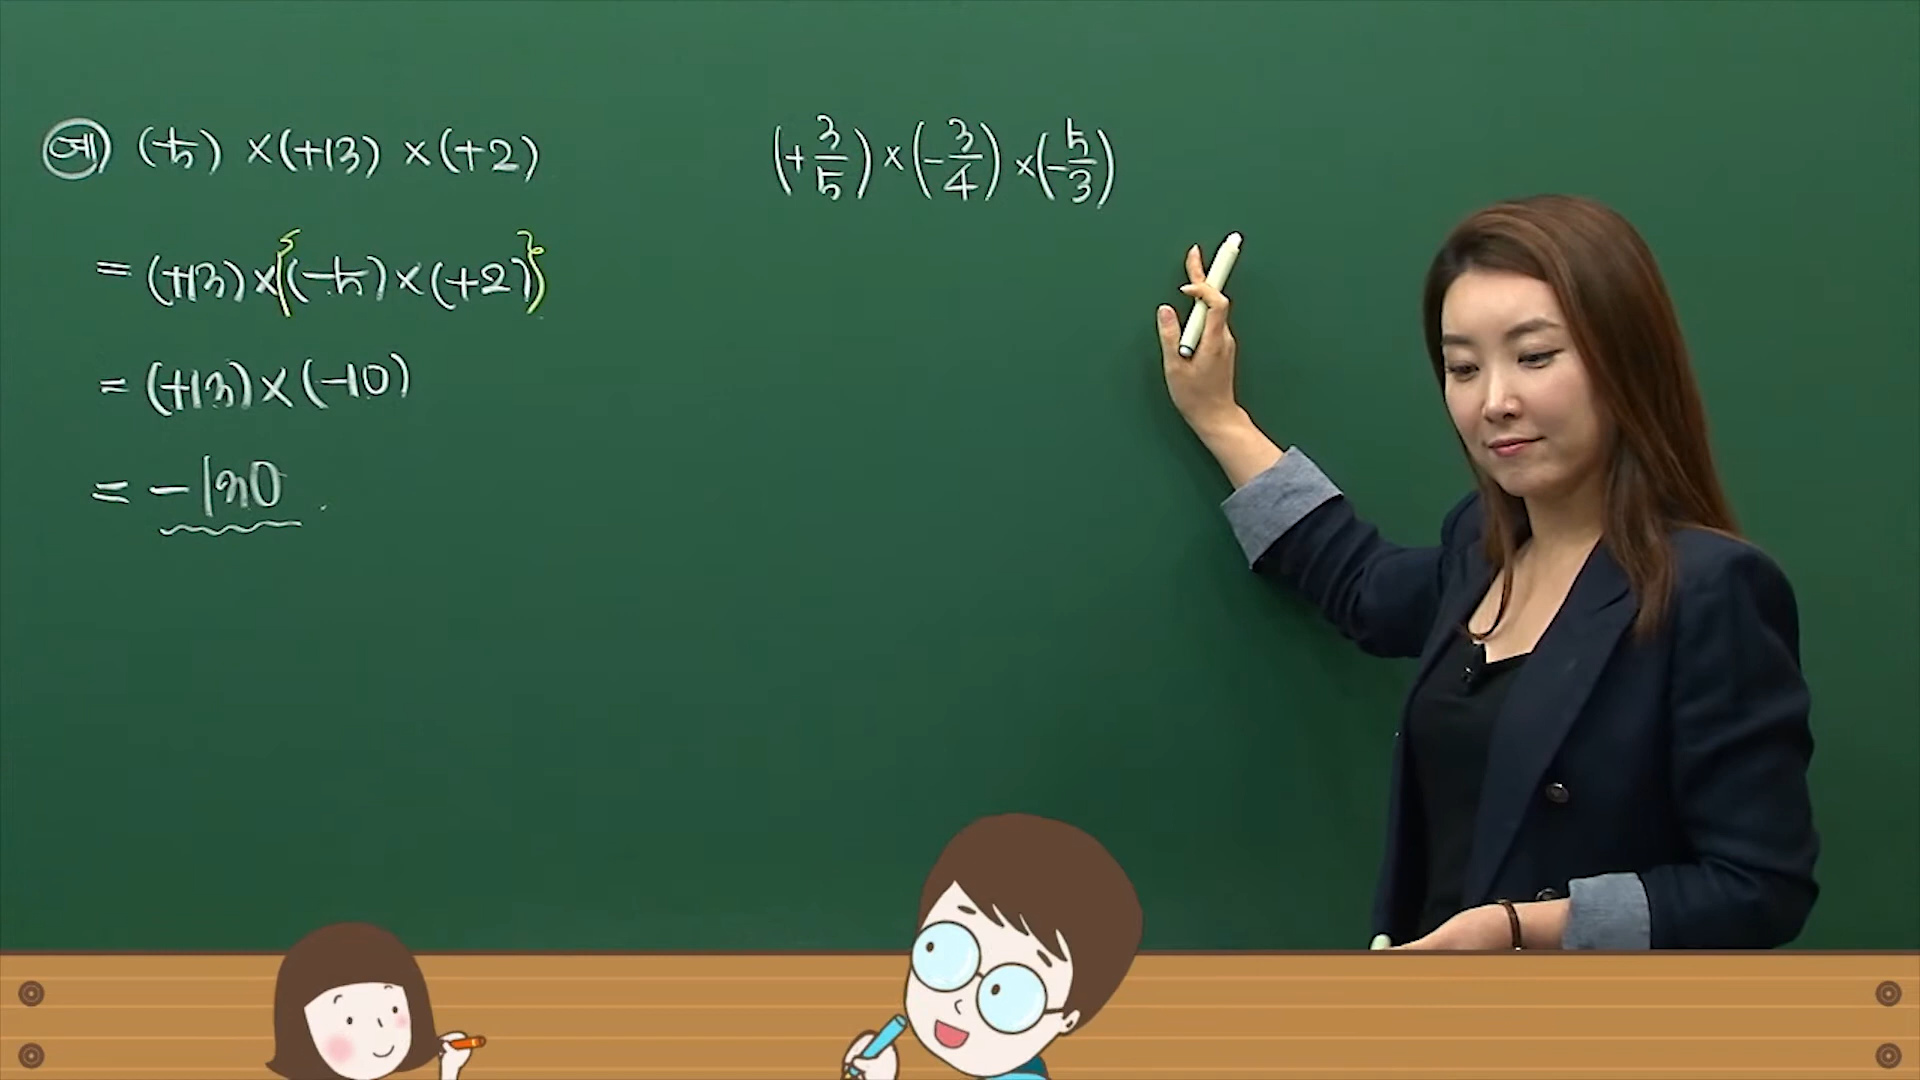 예) (-5) ×(+13) ×(+2)
= (+13)×{(-5)×(+2)}
= (+13)×(-10)
= -130
(+3/5)×(-3/4)×(-5/3)